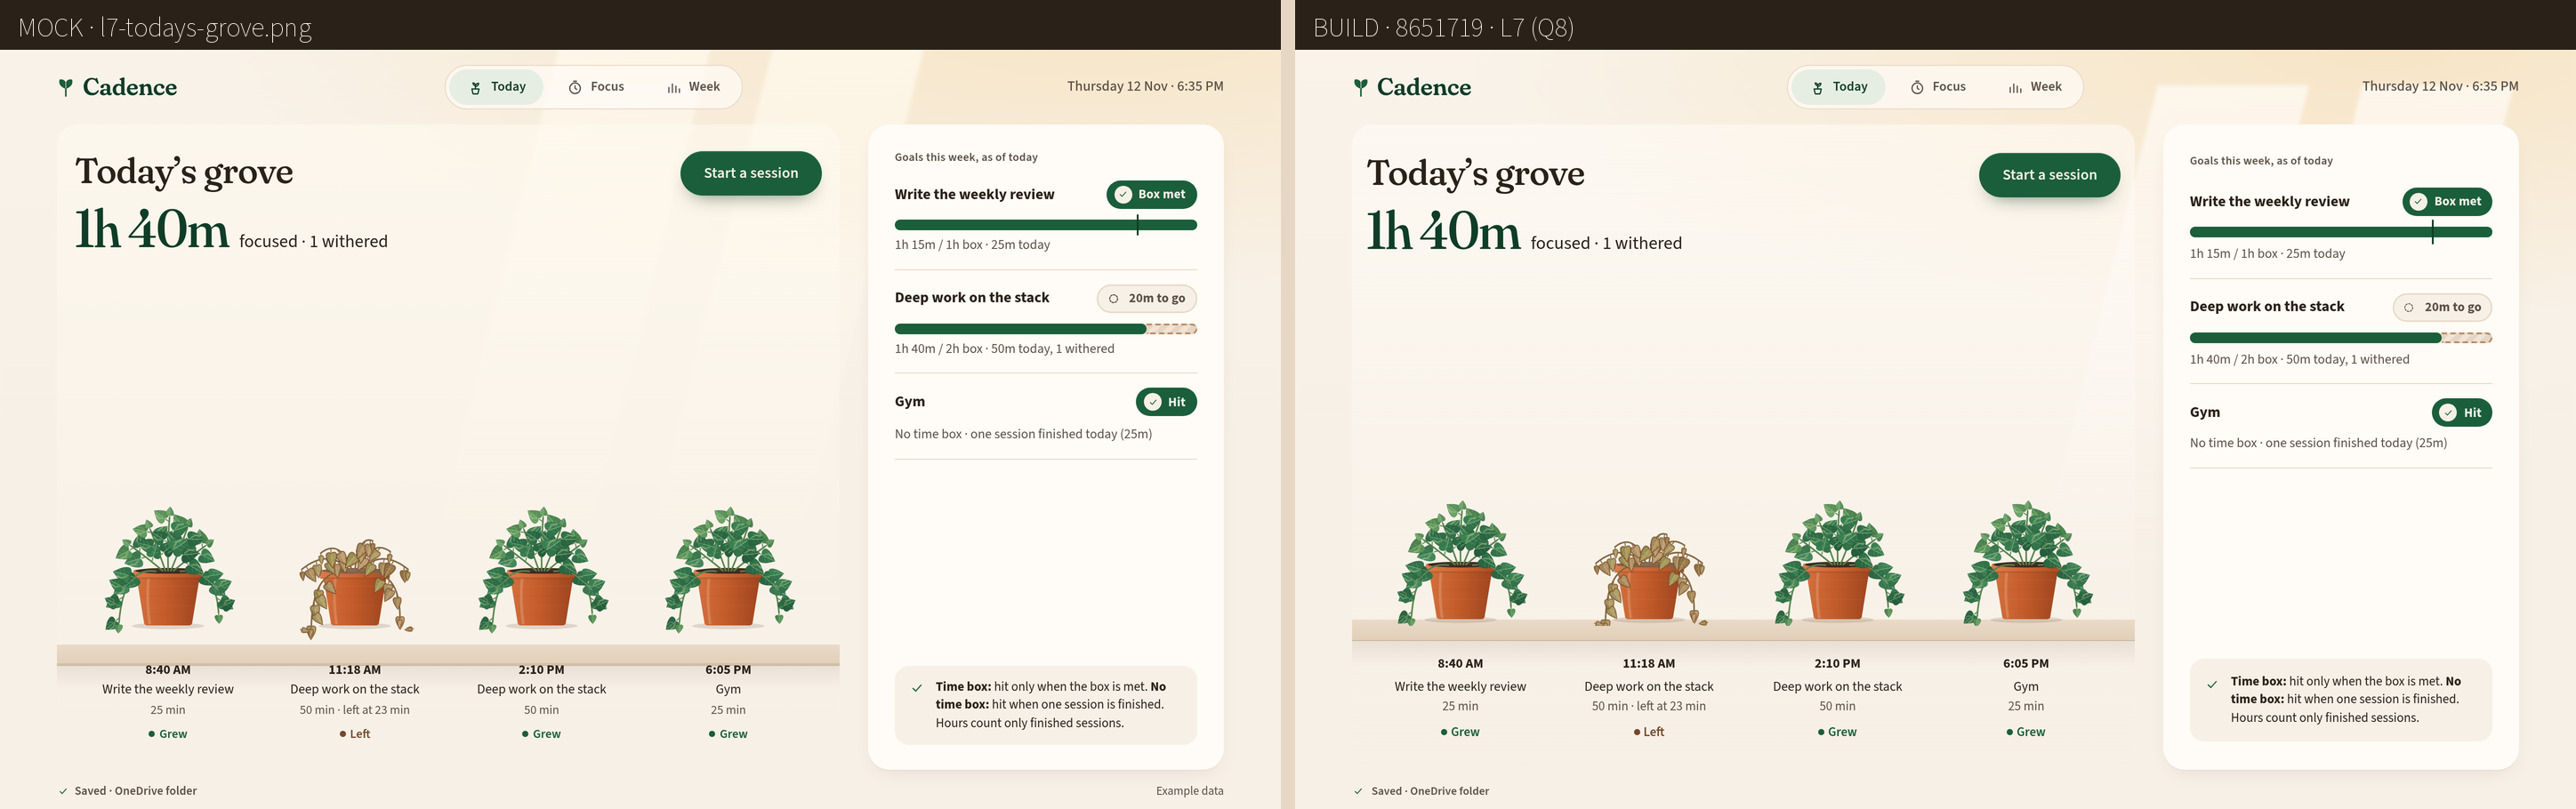 MOCK · l7-todays-grove.png
Cadence
Today
Focus
Week
Thursday 12 Nov · 6:35 PM
Today’s grove
Start a session
1h 40m focused · 1 withered
8:40 AM
Write the weekly review
25 min
Grew
11:18 AM
Deep work on the stack
50 min · left at 23 min
Left
2:10 PM
Deep work on the stack
50 min
Grew
6:05 PM
Gym
25 min
Grew
Goals this week, as of today
Write the weekly review
Box met
1h 15m / 1h box · 25m today
Deep work on the stack
20m to go
1h 40m / 2h box · 50m today, 1 withered
Gym
Hit
No time box · one session finished today (25m)
Time box: hit only when the box is met. No
time box: hit when one session is finished.
Hours count only finished sessions.
Saved · OneDrive folder
Example data
BUILD · 8651719 · L7 (Q8)
Cadence
Today
Focus
Week
Thursday 12 Nov · 6:35 PM
Today’s grove
Start a session
1h 40m focused · 1 withered
8:40 AM
Write the weekly review
25 min
Grew
11:18 AM
Deep work on the stack
50 min · left at 23 min
Left
2:10 PM
Deep work on the stack
50 min
Grew
6:05 PM
Gym
25 min
Grew
Goals this week, as of today
Write the weekly review
Box met
1h 15m / 1h box · 25m today
Deep work on the stack
20m to go
1h 40m / 2h box · 50m today, 1 withered
Gym
Hit
No time box · one session finished today (25m)
Time box: hit only when the box is met. No
time box: hit when one session is finished.
Hours count only finished sessions.
Saved · OneDrive folder